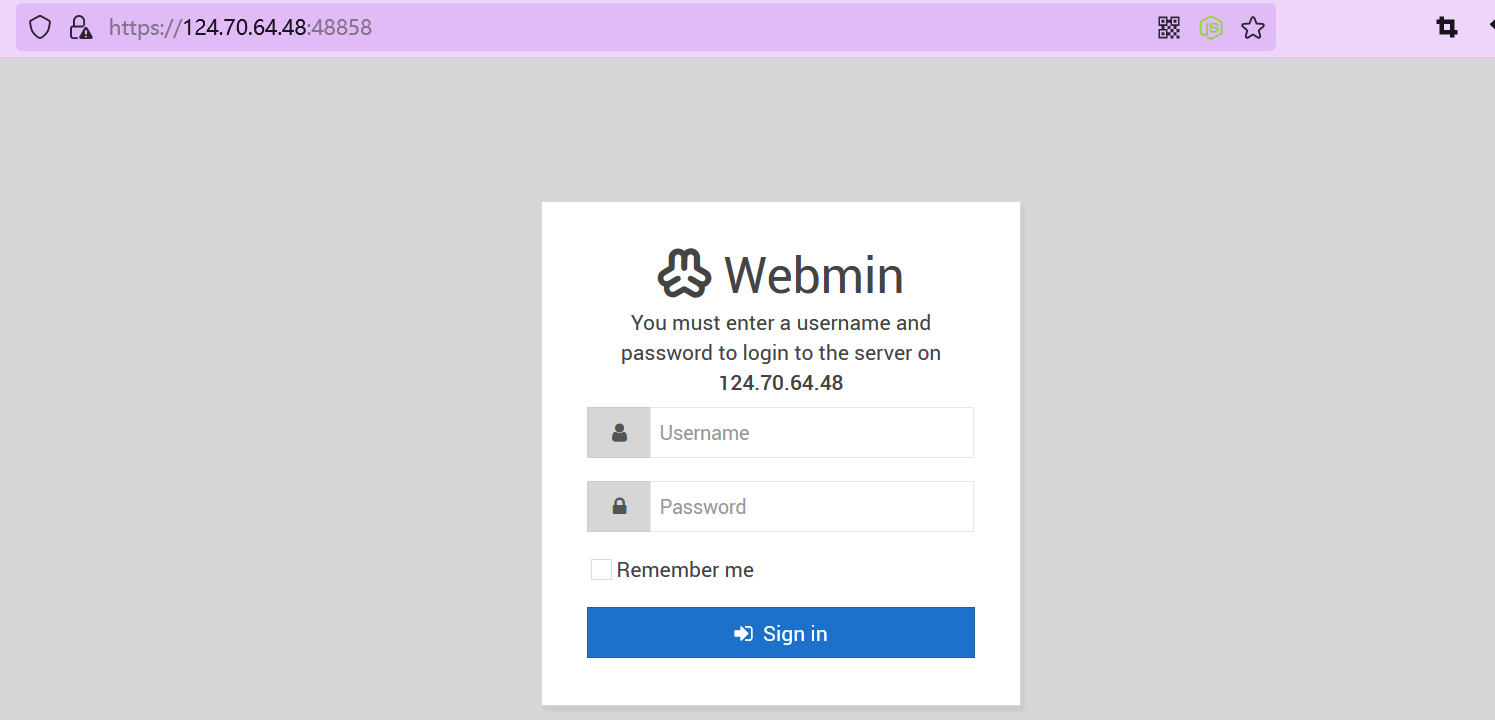 https://124.70.64.48:48858
JS
Webmin
You must enter a username and
password to login to the server on
124.70.64.48
Username
Password
Remember me
Sign in